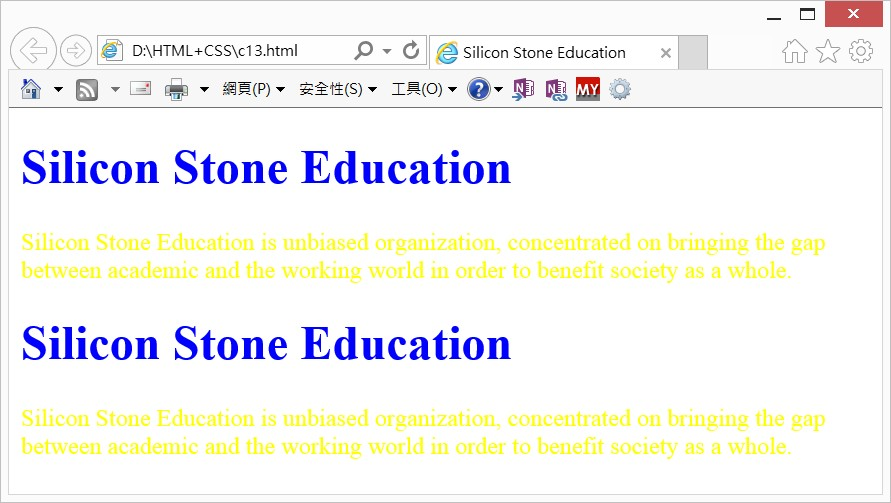 D:\HTML+CSS\c13.html
Silicon Stone Education
網頁(P)
安全性(S)
工具(O)
?
N
N
MY
Silicon Stone Education
Silicon Stone Education is unbiased organization, concentrated on bringing the gap
between academic and the working world in order to benefit society as a whole.
Silicon Stone Education
Silicon Stone Education is unbiased organization, concentrated on bringing the gap
between academic and the working world in order to benefit society as a whole.